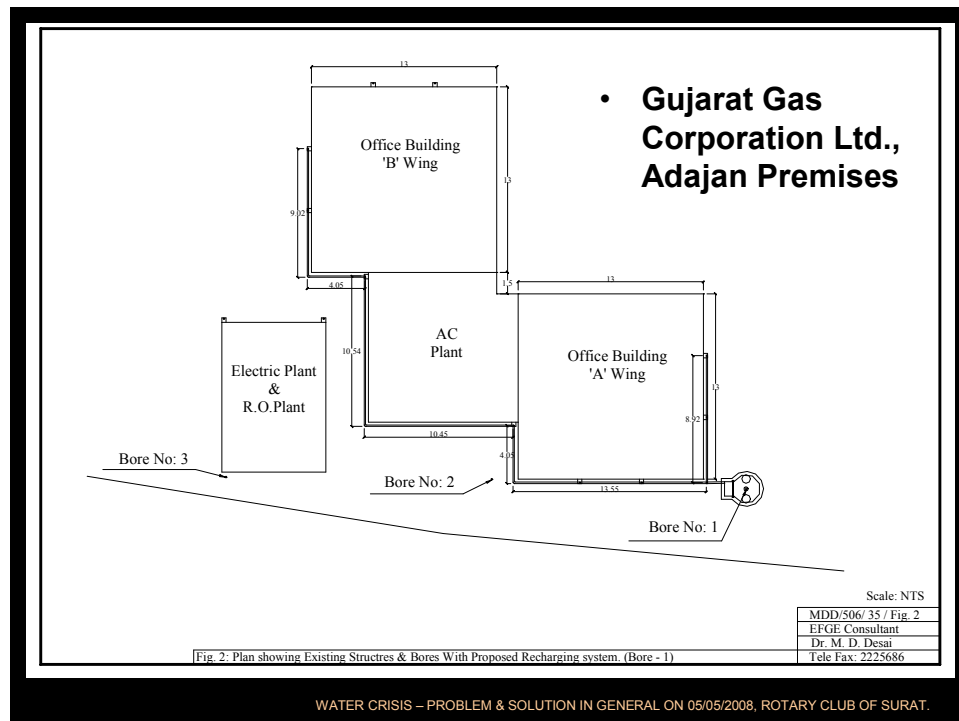 • Gujarat Gas
Corporation Ltd.,
Adajan Premises
13
Office Building
'B' Wing
13
9.02
4.05
1.5
13
AC
Plant
10.54
Office Building
'A' Wing
13
8.92
Electric Plant
&
R.O.Plant
10.45
4.05
13.55
Bore No: 3
Bore No: 2
Bore No: 1
Scale: NTS
MDD/506/ 35 / Fig. 2
EFGE Consultant
Dr. M. D. Desai
Tele Fax: 2225686
Fig. 2: Plan showing Existing Structres & Bores With Proposed Recharging system. (Bore - 1)
WATER CRISIS – PROBLEM & SOLUTION IN GENERAL ON 05/05/2008, ROTARY CLUB OF SURAT.